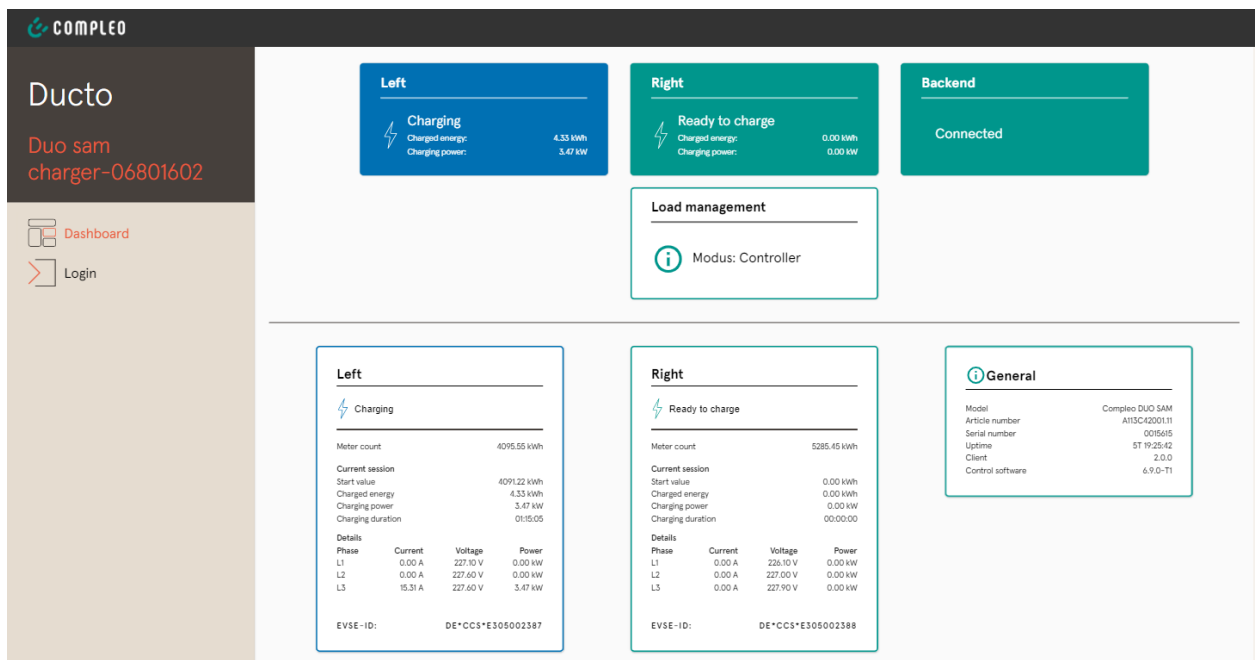 COMPLEO
Ducto
Duo sam
charger-06801602
Dashboard
Login
Left
Charging
Charged energy: 4.33 kWh
Charging power: 3.47 kW
Right
Ready to charge
Charged energy: 0.00 kWh
Charging power: 0.00 kW
Backend
Connected
Load management
Modus: Controller
Left
Charging
Meter count 4095.55 kWh
Current session
Start value 4091.22 kWh
Charged energy 4.33 kWh
Charging power 3.47 kW
Charging duration 01:15:05
Details
Phase Current Voltage Power
L1 0.00 A 227.10 V 0.00 kW
L2 0.00 A 227.60 V 0.00 kW
L3 15.31 A 227.60 V 3.47 kW
EVSE-ID: DE*CCS*E305002387
Right
Ready to charge
Meter count 5285.45 kWh
Current session
Start value 0.00 kWh
Charged energy 0.00 kWh
Charging power 0.00 kW
Charging duration 00:00:00
Details
Phase Current Voltage Power
L1 0.00 A 226.10 V 0.00 kW
L2 0.00 A 227.00 V 0.00 kW
L3 0.00 A 227.90 V 0.00 kW
EVSE-ID: DE*CCS*E305002388
General
Model Compleo DUO SAM
Article number A113C42001.11
Serial number 0015615
Uptime 5T 19:25:42
Client 2.0.0
Control software 6.9.0-T1